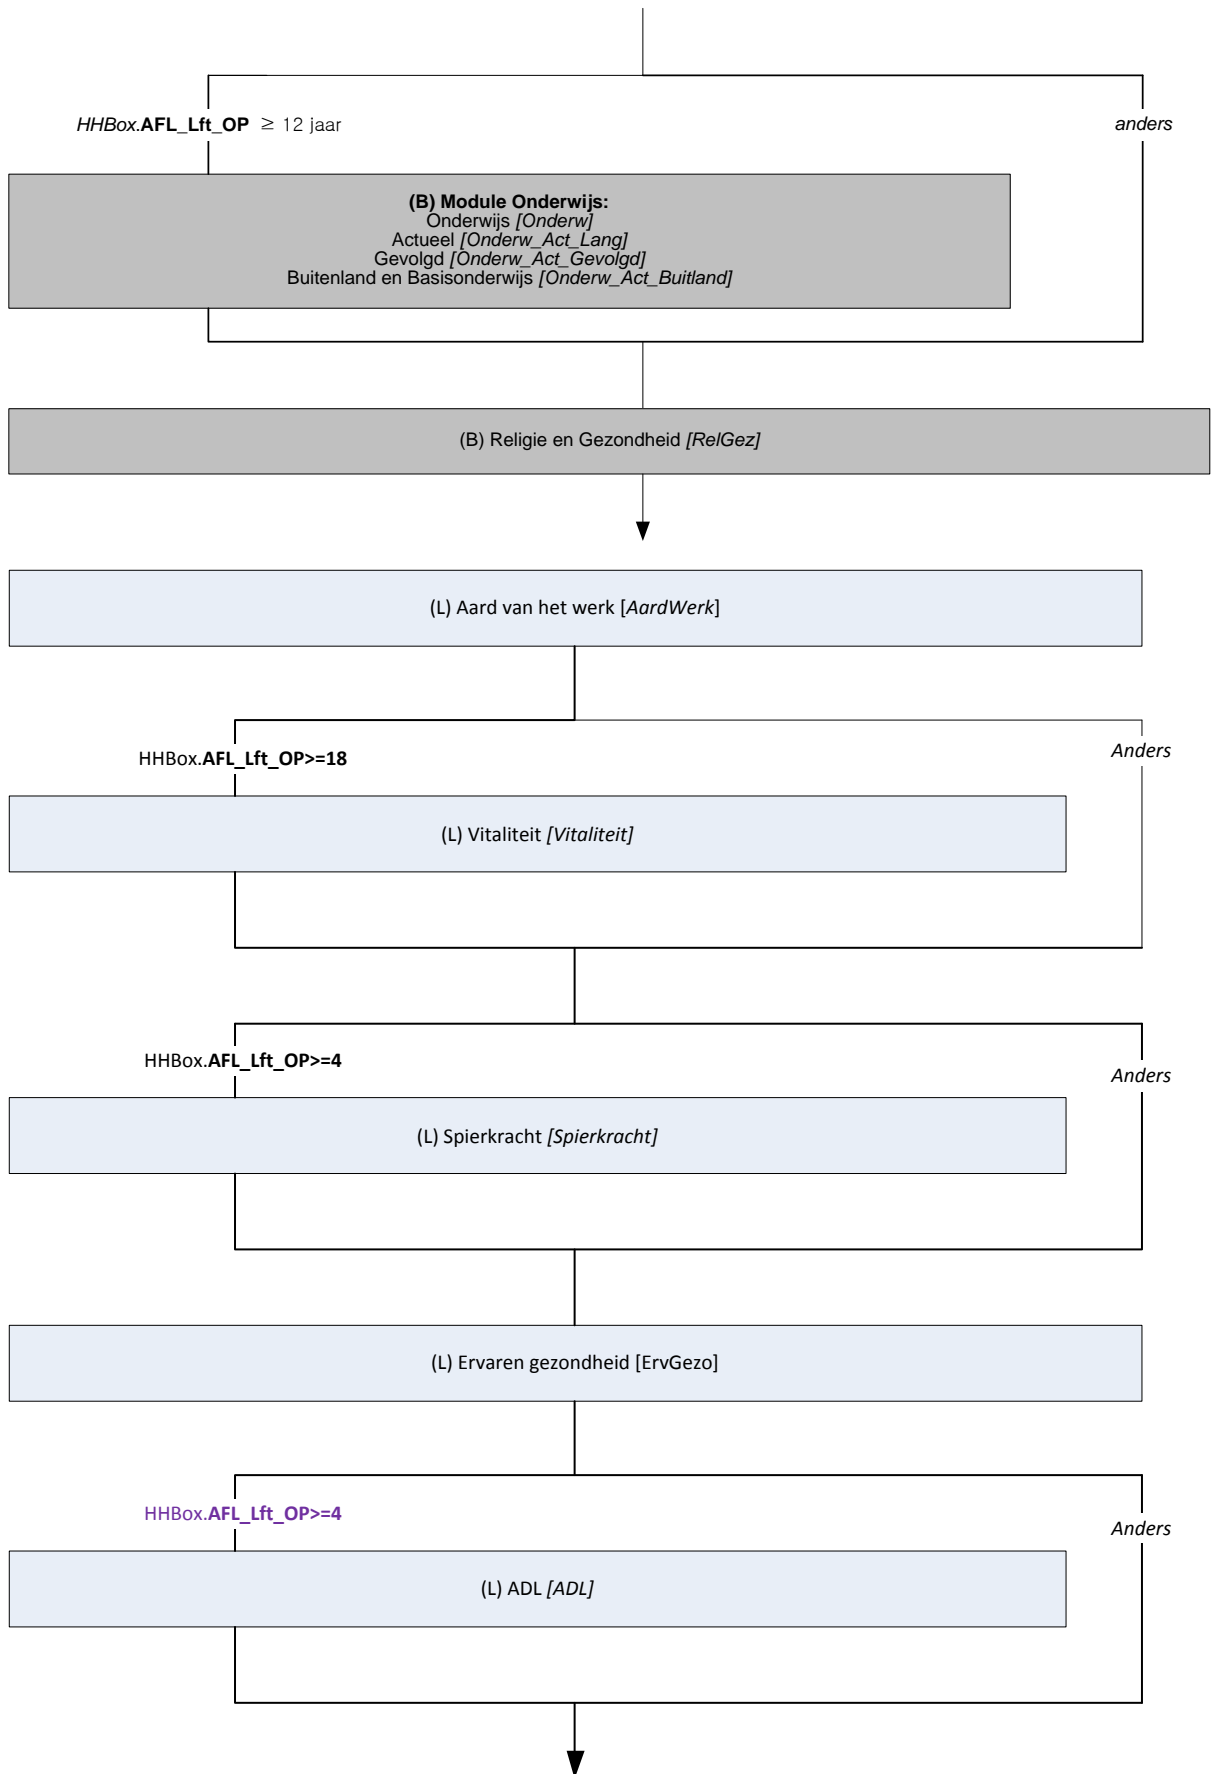 HHBox.AFL_Lft_OP ≥ 12 jaar
anders
(B) Module Onderwijs:
Onderwijs [Onderw]
Actueel [Onderw_Act_Lang]
Gevolgd [Onderw_Act_Gevolgd]
Buitenland en Basisonderwijs [Onderw_Act_Buitland]
(B) Religie en Gezondheid [RelGez]
(L) Aard van het werk [AardWerk]
HHBox.AFL_Lft_OP>=18
Anders
(L) Vitaliteit [Vitaliteit]
HHBox.AFL_Lft_OP>=4
Anders
(L) Spierkracht [Spierkracht]
(L) Ervaren gezondheid [ErvGezo]
HHBox.AFL_Lft_OP>=4
Anders
(L) ADL [ADL]